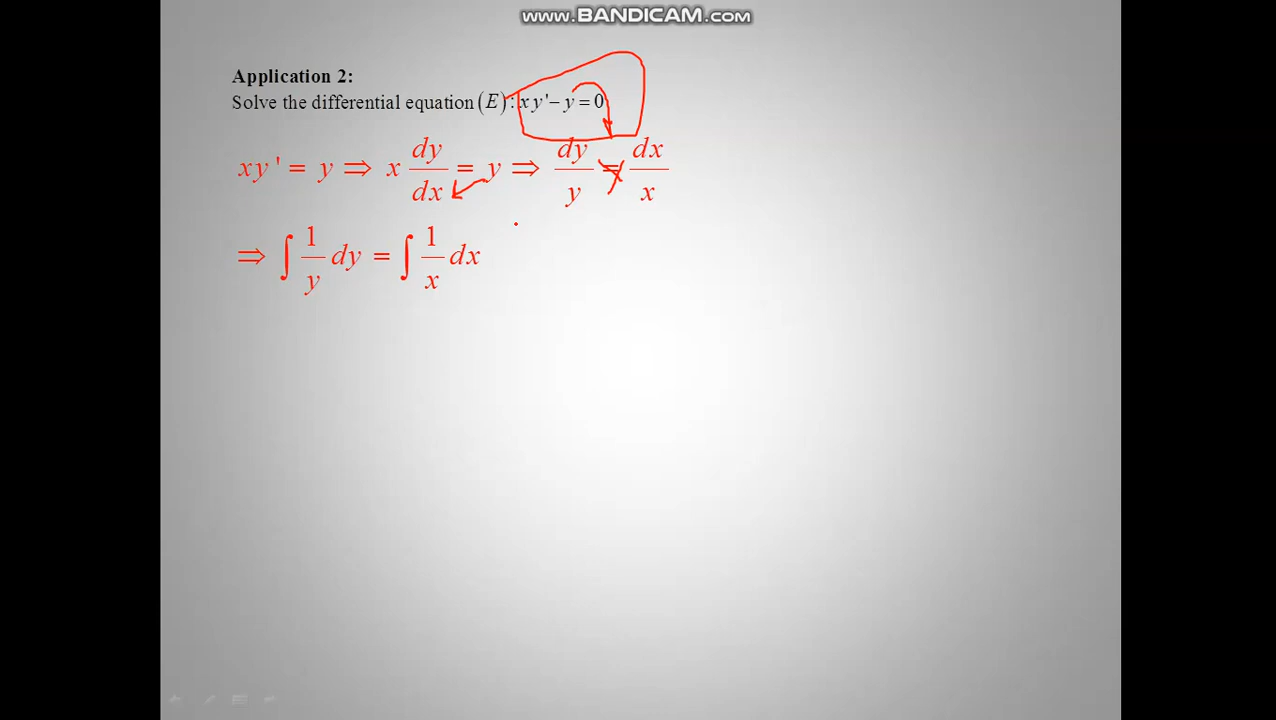 www.BANDICAM.com
Application 2:
Solve the differential equation (E): xy'− y = 0
xy' = y ⇒ x dy/dx = y ⇒ dy/y = dx/x
⇒ ∫ 1/y dy = ∫ 1/x dx